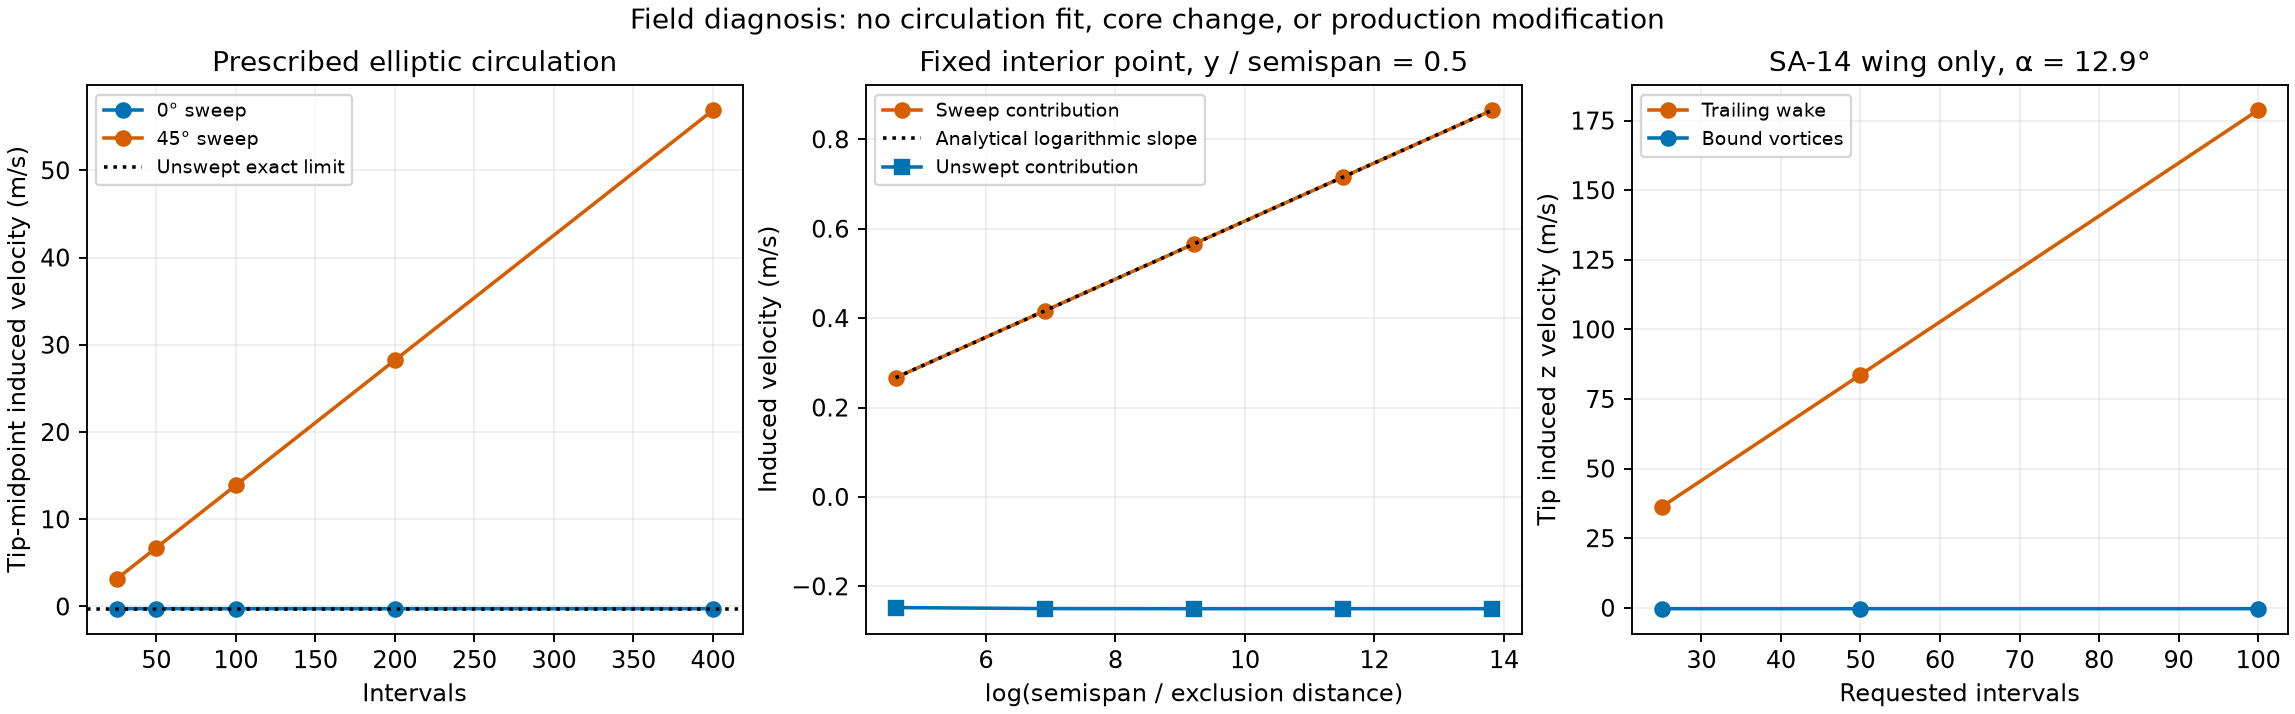 Field diagnosis: no circulation fit, core change, or production modification
Prescribed elliptic circulation
0° sweep
45° sweep
Unswept exact limit
Tip-midpoint induced velocity (m/s)
50
40
30
20
10
0
50 100 150 200 250 300 350 400
Intervals
Fixed interior point, y / semispan = 0.5
Sweep contribution
Analytical logarithmic slope
Unswept contribution
Induced velocity (m/s)
0.8
0.6
0.4
0.2
0.0
−0.2
6 8 10 12 14
log(semispan / exclusion distance)
SA-14 wing only, α = 12.9°
Trailing wake
Bound vortices
Tip induced z velocity (m/s)
175
150
125
100
75
50
25
0
30 40 50 60 70 80 90 100
Requested intervals